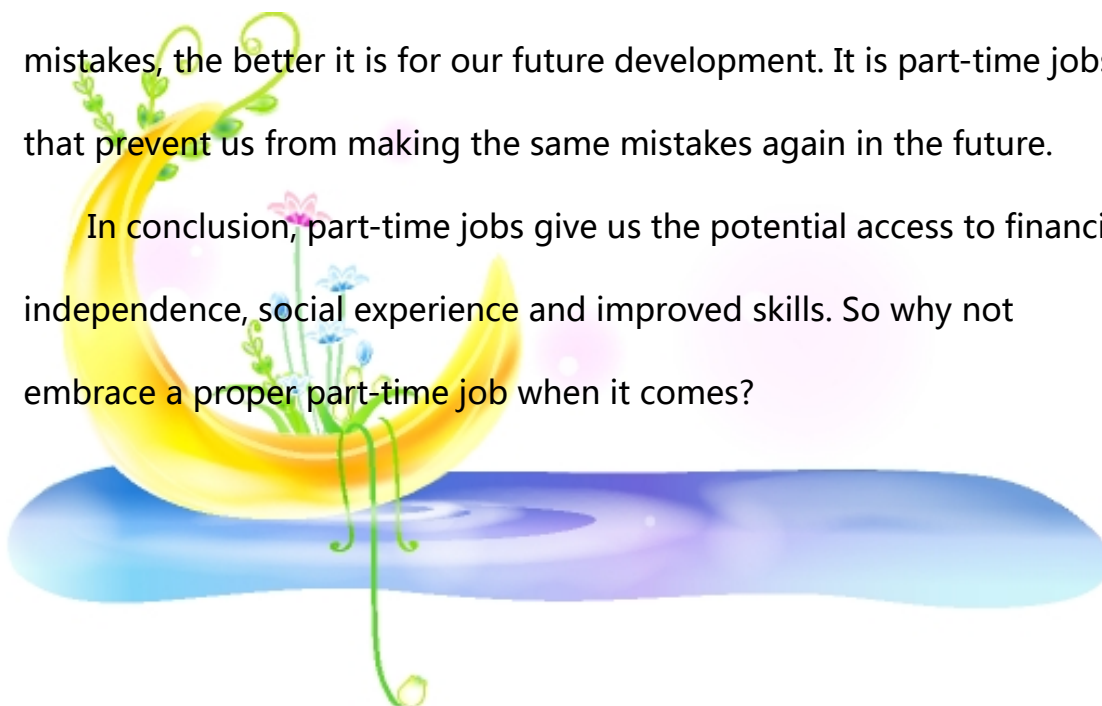 mistakes, the better it is for our future development. It is part-time jobs
that prevent us from making the same mistakes again in the future.
In conclusion, part-time jobs give us the potential access to financi
independence, social experience and improved skills. So why not
embrace a proper part-time job when it comes?